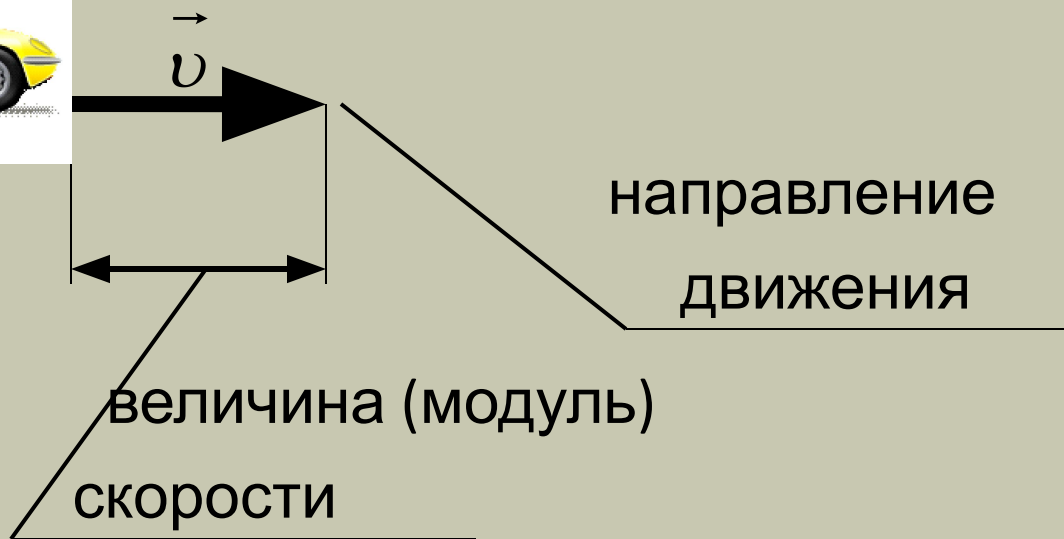 υ⃗
направление
движения
величина (модуль)
скорости